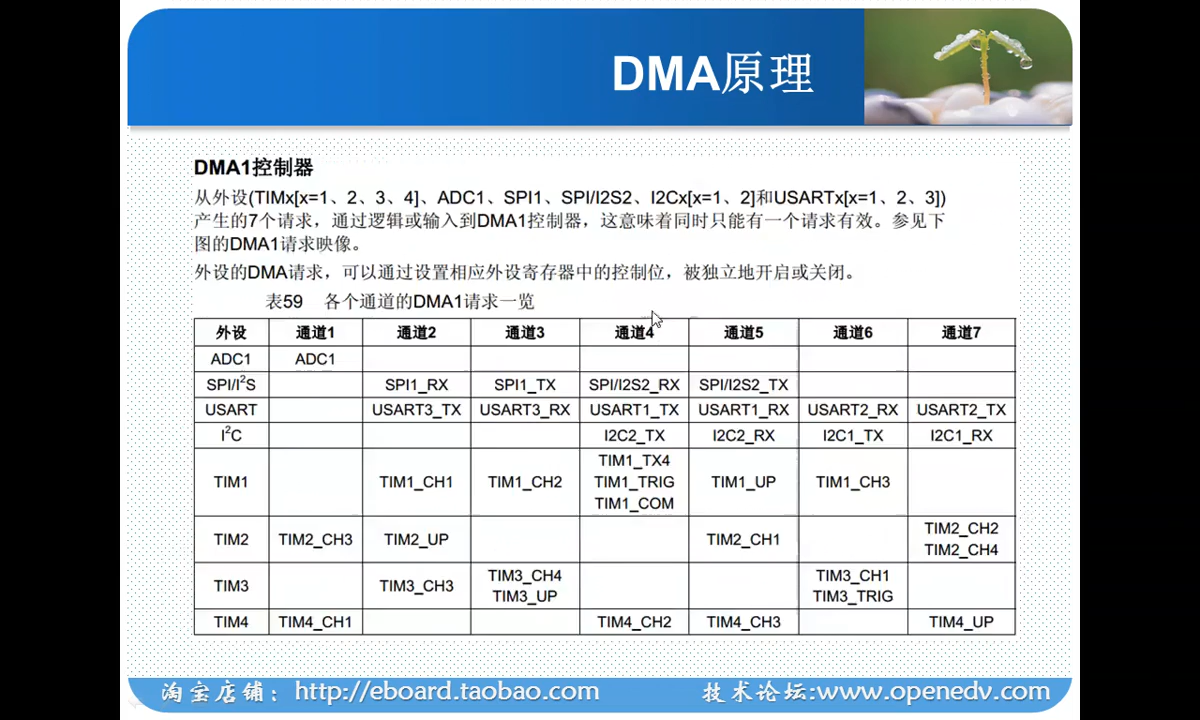 DMA原理
DMA1控制器
从外设(TIMx[x=1、2、3、4]、ADC1、SPI1、SPI/I2S2、I2Cx[x=1、2]和USARTx[x=1、2、3])
产生的7个请求，通过逻辑或输入到DMA1控制器，这意味着同时只能有一个请求有效。参见下
图的DMA1请求映像。
外设的DMA请求，可以通过设置相应外设寄存器中的控制位，被独立地开启或关闭。
表59 各个通道的DMA1请求一览
外设 通道1 通道2 通道3 通道4 通道5 通道6 通道7
ADC1 ADC1
SPI/I²S SPI1_RX SPI1_TX SPI/I2S2_RX SPI/I2S2_TX
USART USART3_TX USART3_RX USART1_TX USART1_RX USART2_RX USART2_TX
I²C I2C2_TX I2C2_RX I2C1_TX I2C1_RX
TIM1 TIM1_CH1 TIM1_CH2 TIM1_TX4 TIM1_TRIG TIM1_COM TIM1_UP TIM1_CH3
TIM2 TIM2_CH3 TIM2_UP TIM2_CH1 TIM2_CH2 TIM2_CH4
TIM3 TIM3_CH3 TIM3_CH4 TIM3_UP TIM3_CH1 TIM3_TRIG
TIM4 TIM4_CH1 TIM4_CH2 TIM4_CH3 TIM4_UP
淘宝店铺：http://eboard.taobao.com 技术论坛:www.openedv.com